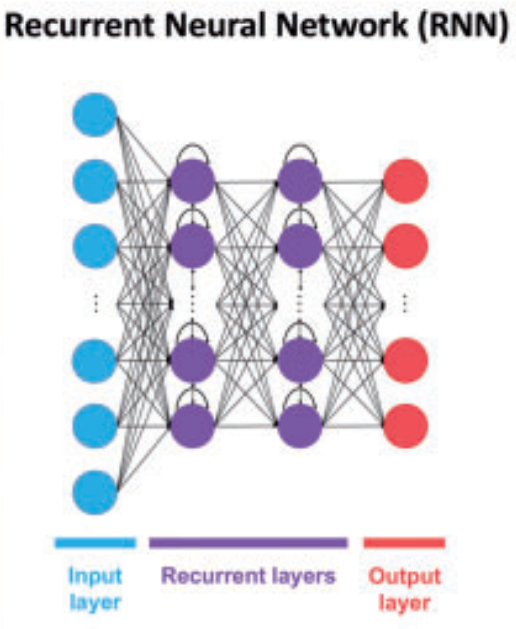 Recurrent Neural Network (RNN)
Input layer
Recurrent layers
Output layer